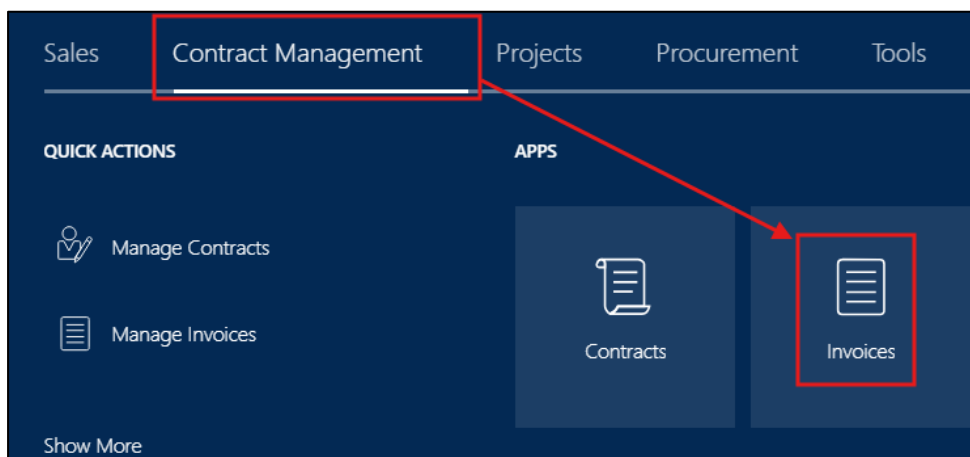 Sales Contract Management Projects Procurement Tools
QUICK ACTIONS
Manage Contracts
Manage Invoices
Show More
APPS
Contracts
Invoices